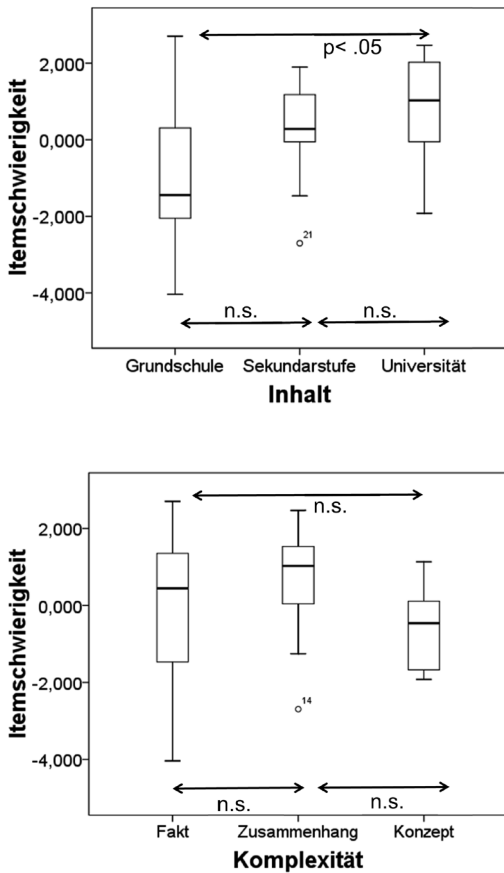 Itemschwierigkeit
2,000
0,000
-2,000
-4,000
p< .05
21
n.s.
n.s.
Grundschule Sekundarstufe Universität
Inhalt
Itemschwierigkeit
2,000
0,000
-2,000
-4,000
n.s.
14
n.s.
n.s.
Fakt Zusammenhang Konzept
Komplexität